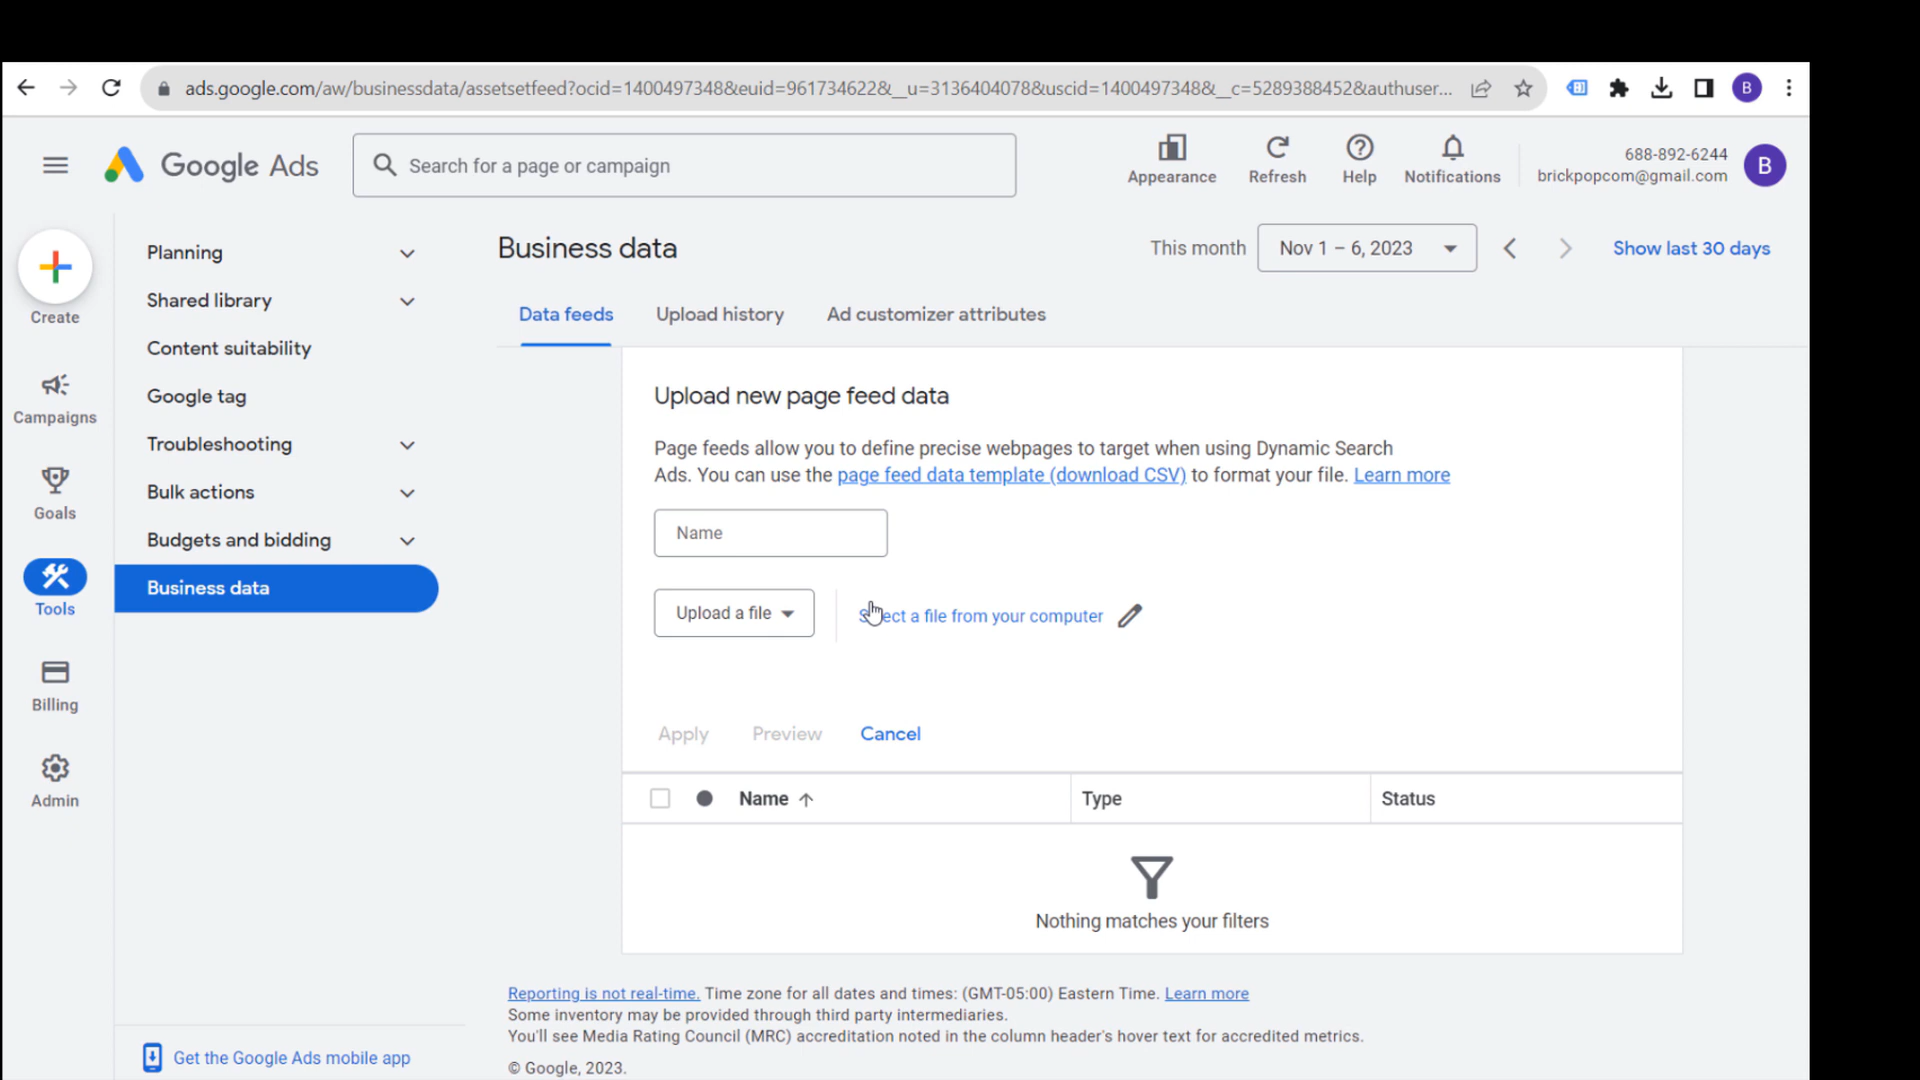 ads.google.com/aw/businessdata/assetsetfeed?ocid=1400497348&euid=961734622&__u=3136404078&uscid=1400497348&__c=5289388452&authuser...
B
Google Ads
Search for a page or campaign
Appearance
Refresh
Help
Notifications
688-892-6244
brickpopcom@gmail.com
B
Create
Campaigns
Goals
Tools
Billing
Admin
Planning
Shared library
Content suitability
Google tag
Troubleshooting
Bulk actions
Budgets and bidding
Business data
Get the Google Ads mobile app
Business data
This month
Nov 1 – 6, 2023
Show last 30 days
Data feeds
Upload history
Ad customizer attributes
Upload new page feed data
Page feeds allow you to define precise webpages to target when using Dynamic Search
Ads. You can use the page feed data template (download CSV) to format your file. Learn more
Name
Upload a file
a file from your computer
Apply
Preview
Cancel
Name
Type
Status
Nothing matches your filters
Reporting is not real-time. Time zone for all dates and times: (GMT-05:00) Eastern Time. Learn more
Some inventory may be provided through third party intermediaries.
You'll see Media Rating Council (MRC) accreditation noted in the column header's hover text for accredited metrics.
© Google, 2023.